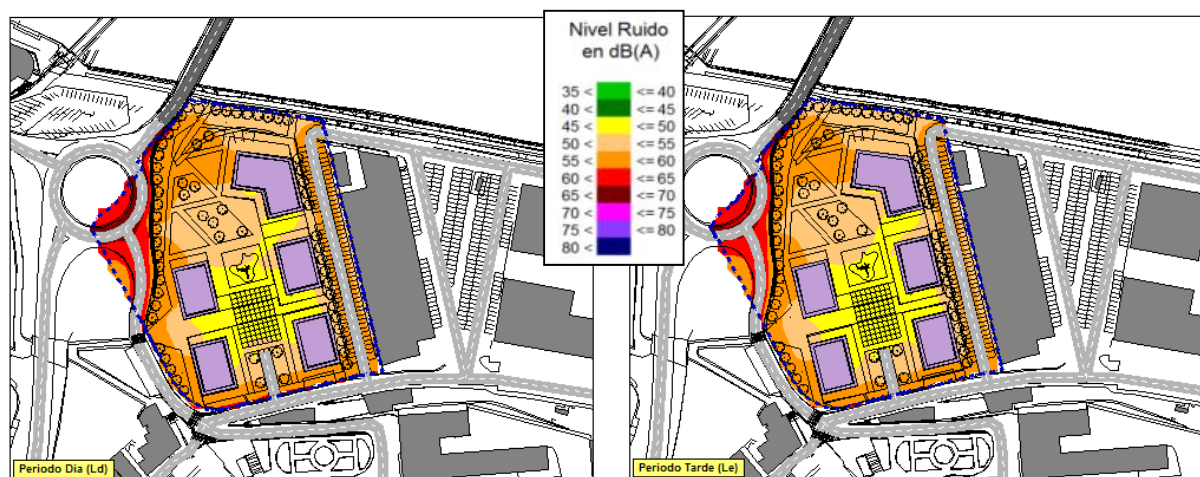 Nivel Ruido
en dB(A)
35 < <= 40
40 < <= 45
45 < <= 50
50 < <= 55
55 < <= 60
60 < <= 65
65 < <= 70
70 < <= 75
75 < <= 80
80 <
Periodo Dia (Ld)
Periodo Tarde (Le)